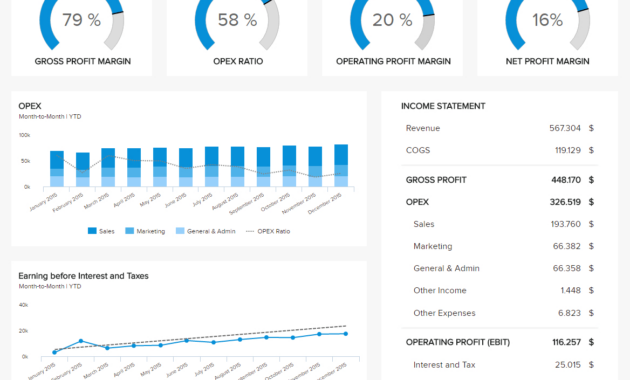 79 %
58 %
20 %
16%
GROSS PROFIT MARGIN
OPEX RATIO
OPERATING PROFIT MARGIN
NET PROFIT MARGIN
OPEX
Month-to-Month | YTD
100k
50k
0k
January 2015
February 2015
March 2015
April 2015
May 2015
June 2015
July 2015
August 2015
September 2015
October 2015
November 2015
December 2015
Sales
Marketing
General & Admin
OPEX Ratio
Earning before Interest and Taxes
Month-to-Month | YTD
40k
20k
0k
January 2015
February 2015
March 2015
April 2015
May 2015
June 2015
July 2015
August 2015
October 2015
INCOME STATEMENT
Revenue 567.304 $
COGS 119.129 $
GROSS PROFIT 448.170 $
OPEX 326.519 $
Sales 193.760 $
Marketing 66.382 $
General & Admin 66.358 $
Other Income 1.448 $
Other Expenses 6.823 $
OPERATING PROFIT (EBIT) 116.257 $
Interest and Tax 25.015 $